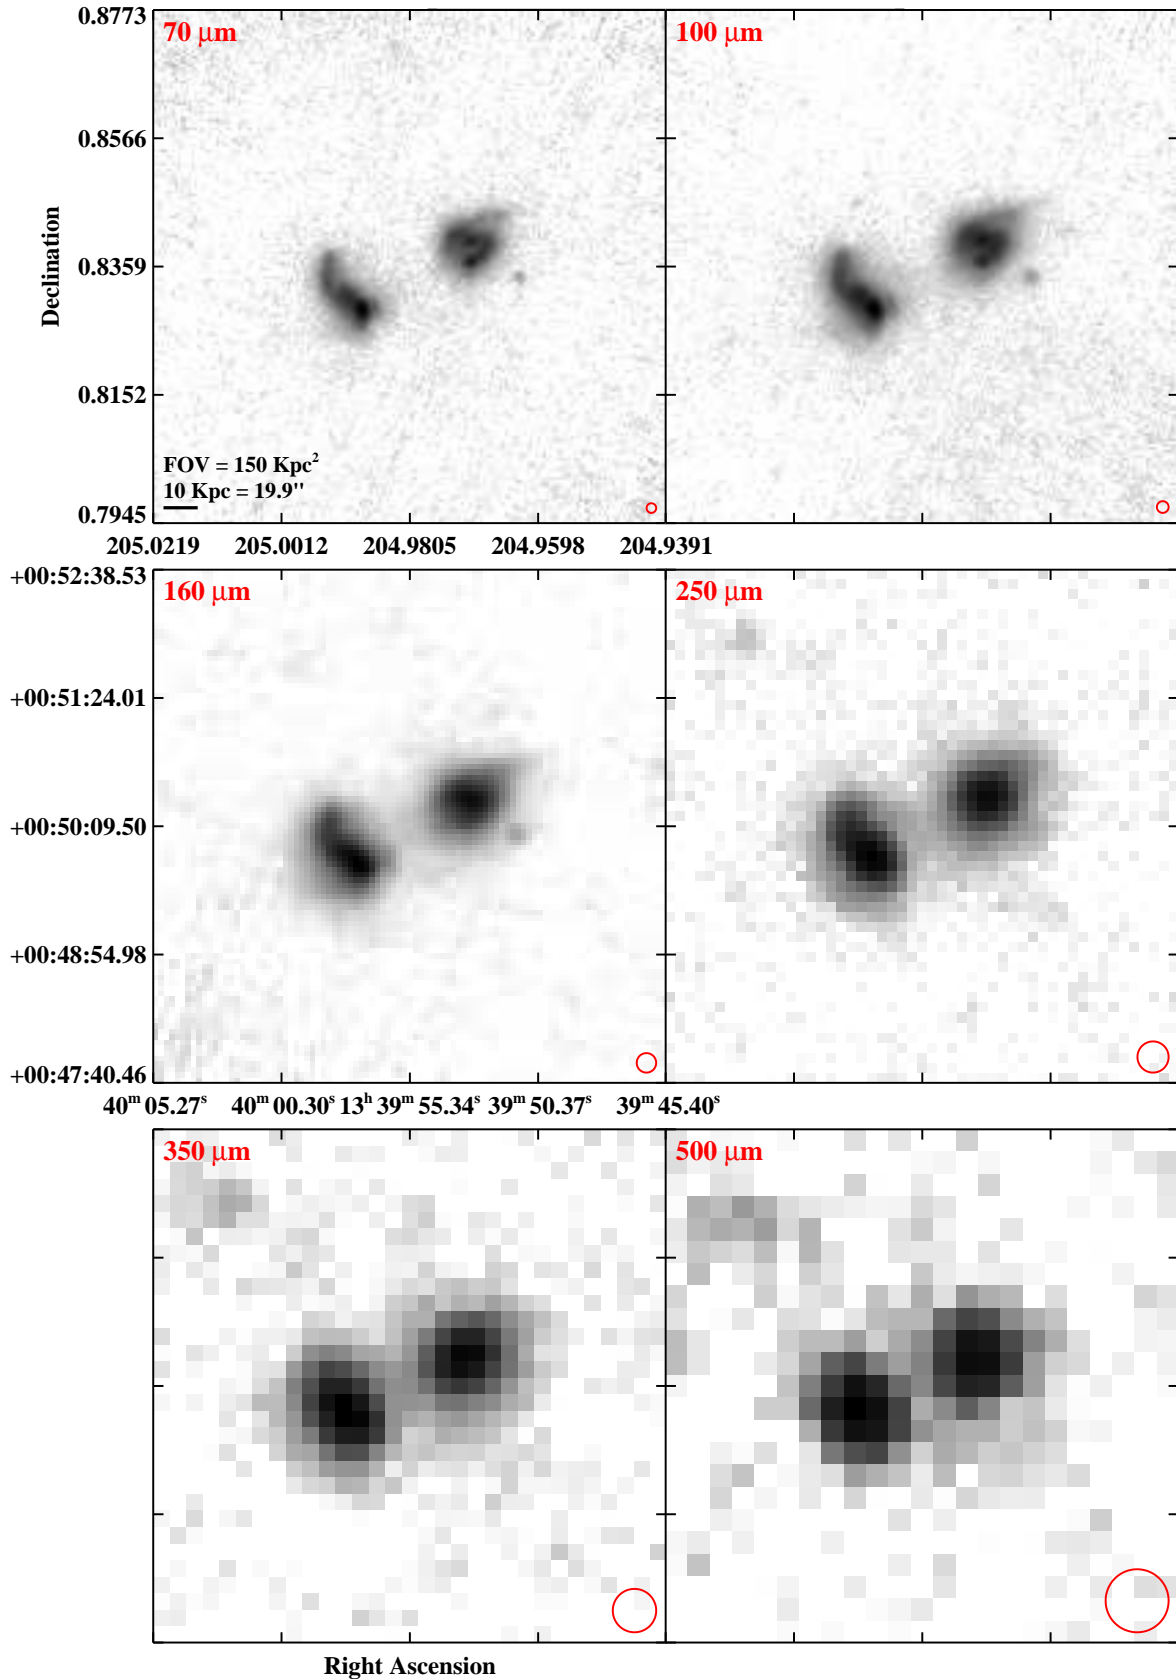 0.8773
70 μm
100 μm
0.8566
Declination
0.8359
0.8152
FOV = 150 Kpc²
10 Kpc = 19.9"
0.7945
205.0219 205.0012 204.9805 204.9598 204.9391
+00:52:38.53
160 μm
250 μm
+00:51:24.01
+00:50:09.50
+00:48:54.98
+00:47:40.46
40ᵐ 05.27ˢ 40ᵐ 00.30ˢ 13ʰ 39ᵐ 55.34ˢ 39ᵐ 50.37ˢ 39ᵐ 45.40ˢ
350 μm
500 μm
Right Ascension